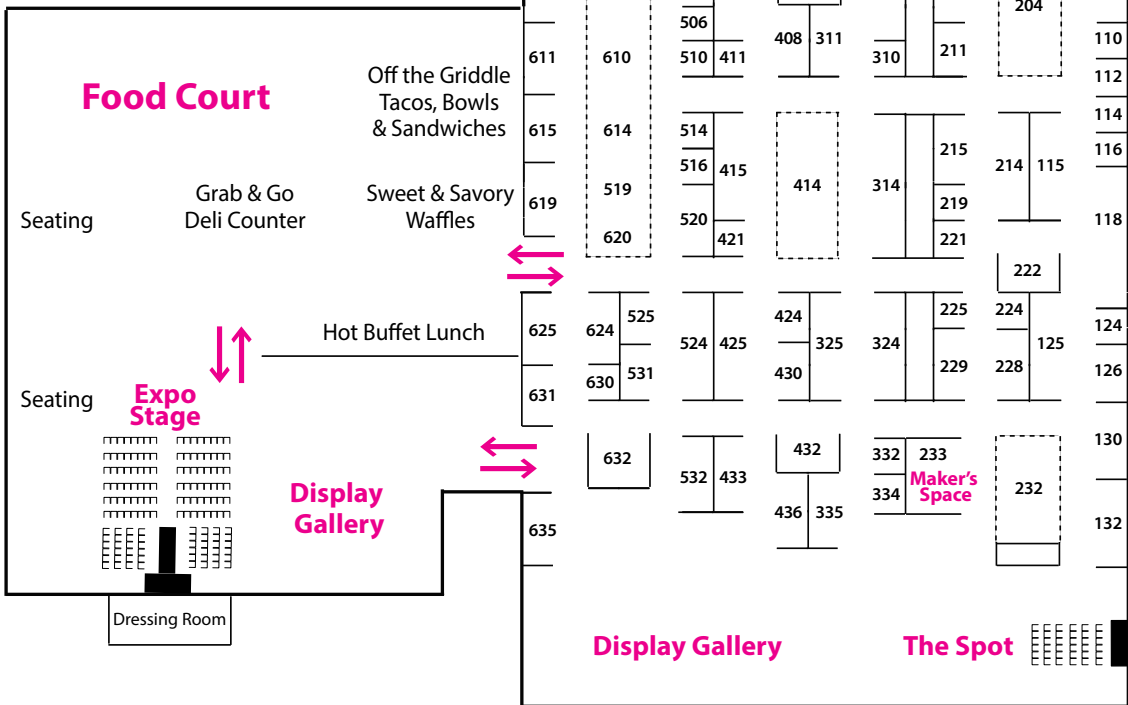 204
506
408 311
110
611
610
510 411
310
211
112
Food Court
Off the Griddle
Tacos, Bowls
& Sandwiches
114
615
614
514
215
116
516
415
214 115
Grab & Go
Deli Counter
Sweet & Savory
Waffles
519
414
314
Seating
619
520
219
118
620
421
221
222
625
624
525
424
225
224
124
Hot Buffet Lunch
524 425
325
324
125
630
531
430
229
228
126
631
Seating
Expo
Stage
130
632
432
332
233
532 433
Maker's
Space
334
232
Display
Gallery
436 335
635
132
Dressing Room
Display Gallery
The Spot